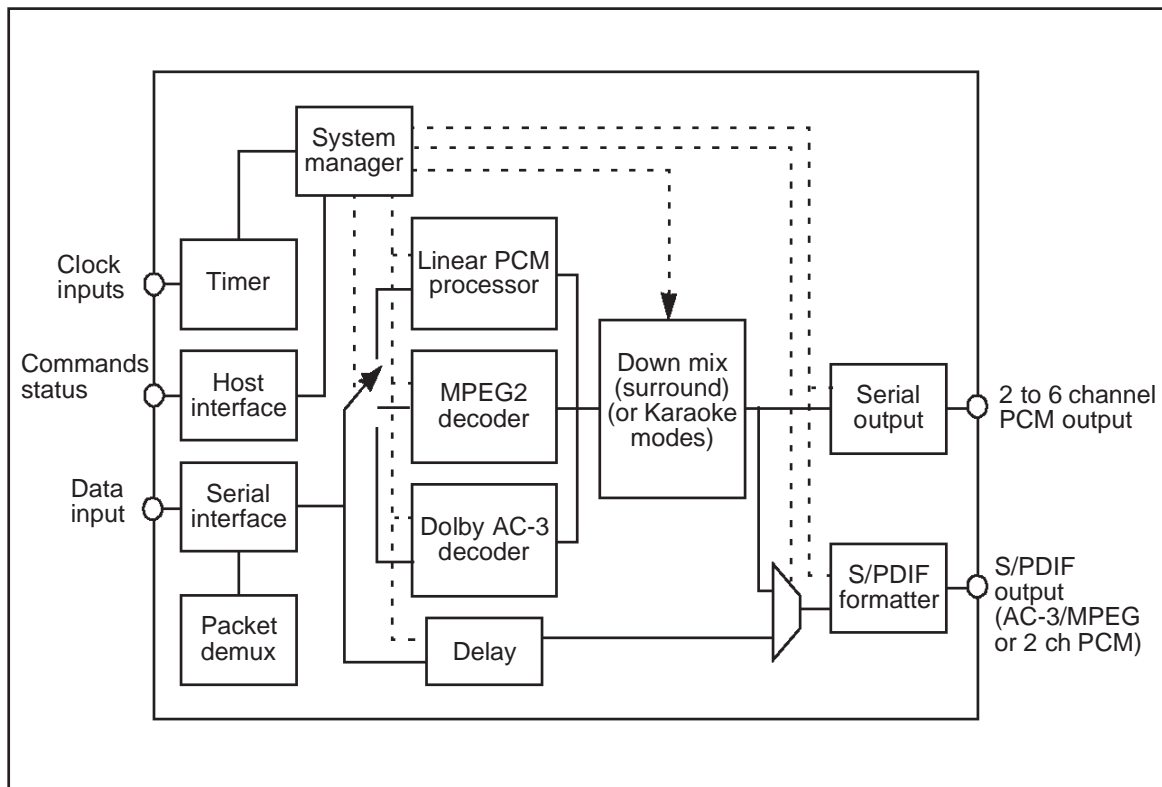 System
manager
Clock
inputs
Timer
Linear PCM
processor
Commands
status
Host
interface
MPEG2
decoder
Down mix
(surround)
(or Karaoke
modes)
Serial
output
2 to 6 channel
PCM output
Data
input
Serial
interface
Dolby AC-3
decoder
Packet
demux
Delay
S/PDIF
formatter
S/PDIF
output
(AC-3/MPEG
or 2 ch PCM)